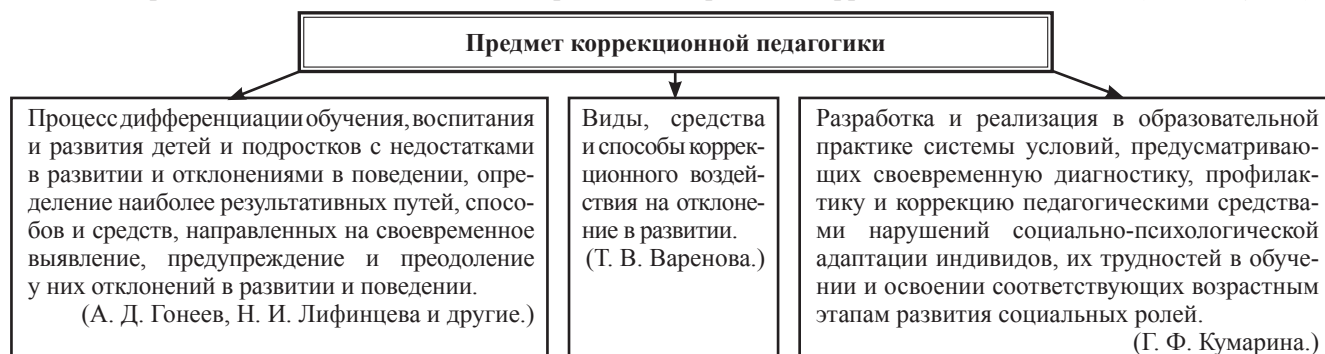 Предмет коррекционной педагогики
Процесс дифференциации обучения, воспитания
и развития детей и подростков с недостатками
в развитии и отклонениями в поведении, опре-
деление наиболее результативных путей, спосо-
бов и средств, направленных на своевременное
выявление, предупреждение и преодоление
у них отклонений в развитии и поведении.
(А. Д. Гонеев, Н. И. Лифинцева и другие.)
Виды, средства
и способы коррек-
ционного воздей-
ствия на отклоне-
ние в развитии.
(Т. В. Варенова.)
Разработка и реализация в образовательной
практике системы условий, предусматриваю-
щих своевременную диагностику, профилак-
тику и коррекцию педагогическими средства-
ми нарушений социально-психологической
адаптации индивидов, их трудностей в обуче-
нии и освоении соответствующих возрастным
этапам развития социальных ролей.
(Г. Ф. Кумарина.)